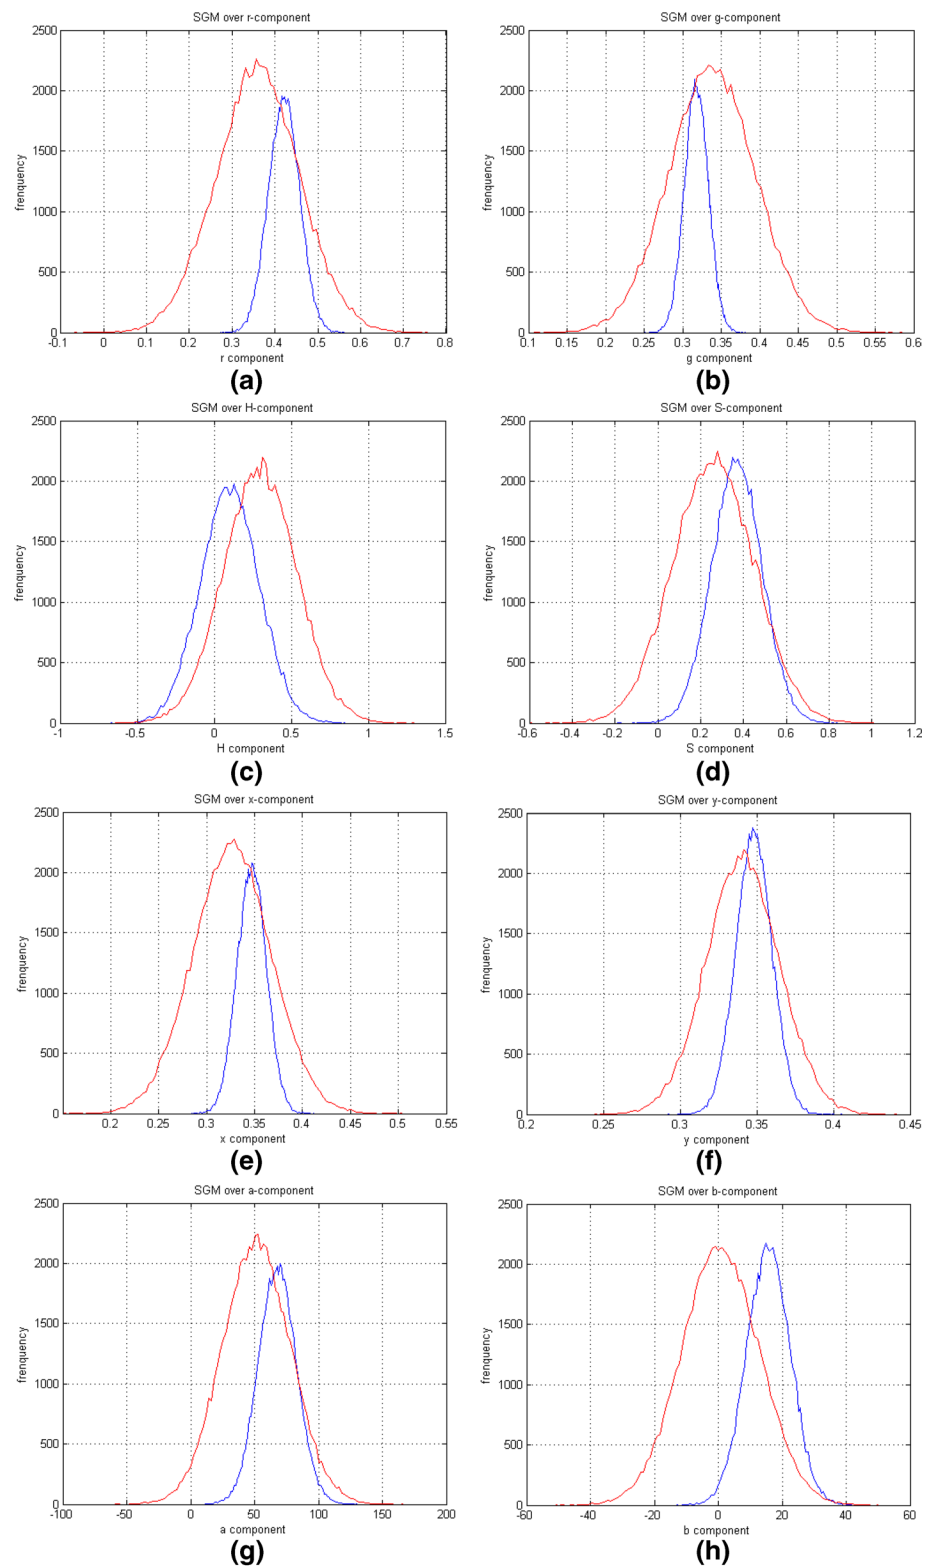 SGM over r-component
2500
2000
1500
1000
500
0
frenquency
-0.1 0 0.1 0.2 0.3 0.4 0.5 0.6 0.7 0.8
r component
(a)
SGM over g-component
2500
2000
1500
1000
500
0
frenquency
0.1 0.15 0.2 0.25 0.3 0.35 0.4 0.45 0.5 0.55 0.6
g component
(b)
SGM over H-component
2500
2000
1500
1000
500
0
frenquency
-1 -0.5 0 0.5 1 1.5
H component
(c)
SGM over S-component
2500
2000
1500
1000
500
0
frenquency
-0.6 -0.4 -0.2 0 0.2 0.4 0.6 0.8 1 1.2
S component
(d)
SGM over x-component
2500
2000
1500
1000
500
0
frenquency
0.2 0.25 0.3 0.35 0.4 0.45 0.5 0.55
x component
(e)
SGM over y-component
2500
2000
1500
1000
500
0
frenquency
0.2 0.25 0.3 0.35 0.4 0.45
y component
(f)
SGM over a-component
2500
2000
1500
1000
500
0
frenquency
-100 -50 0 50 100 150 200
a component
(g)
SGM over b-component
2500
2000
1500
1000
500
0
frenquency
-60 -40 -20 0 20 40 60
b component
(h)